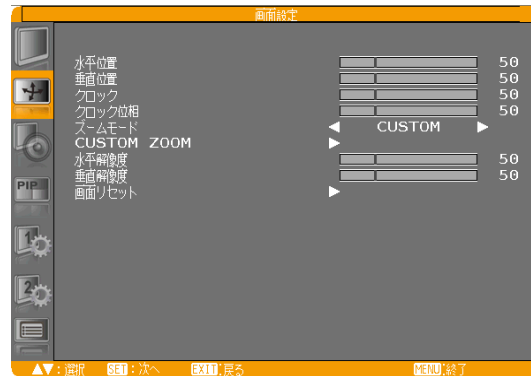 画面設定
水平位置 50
垂直位置 50
クロック 50
クロック位相 50
ズームモード ◀ CUSTOM ▶
CUSTOM ZOOM ▶
水平解像度 50
垂直解像度 50
画面リセット ▶
PIP
1
2
▲▼:選択 SET:次へ EXIT:戻る MENU:終了